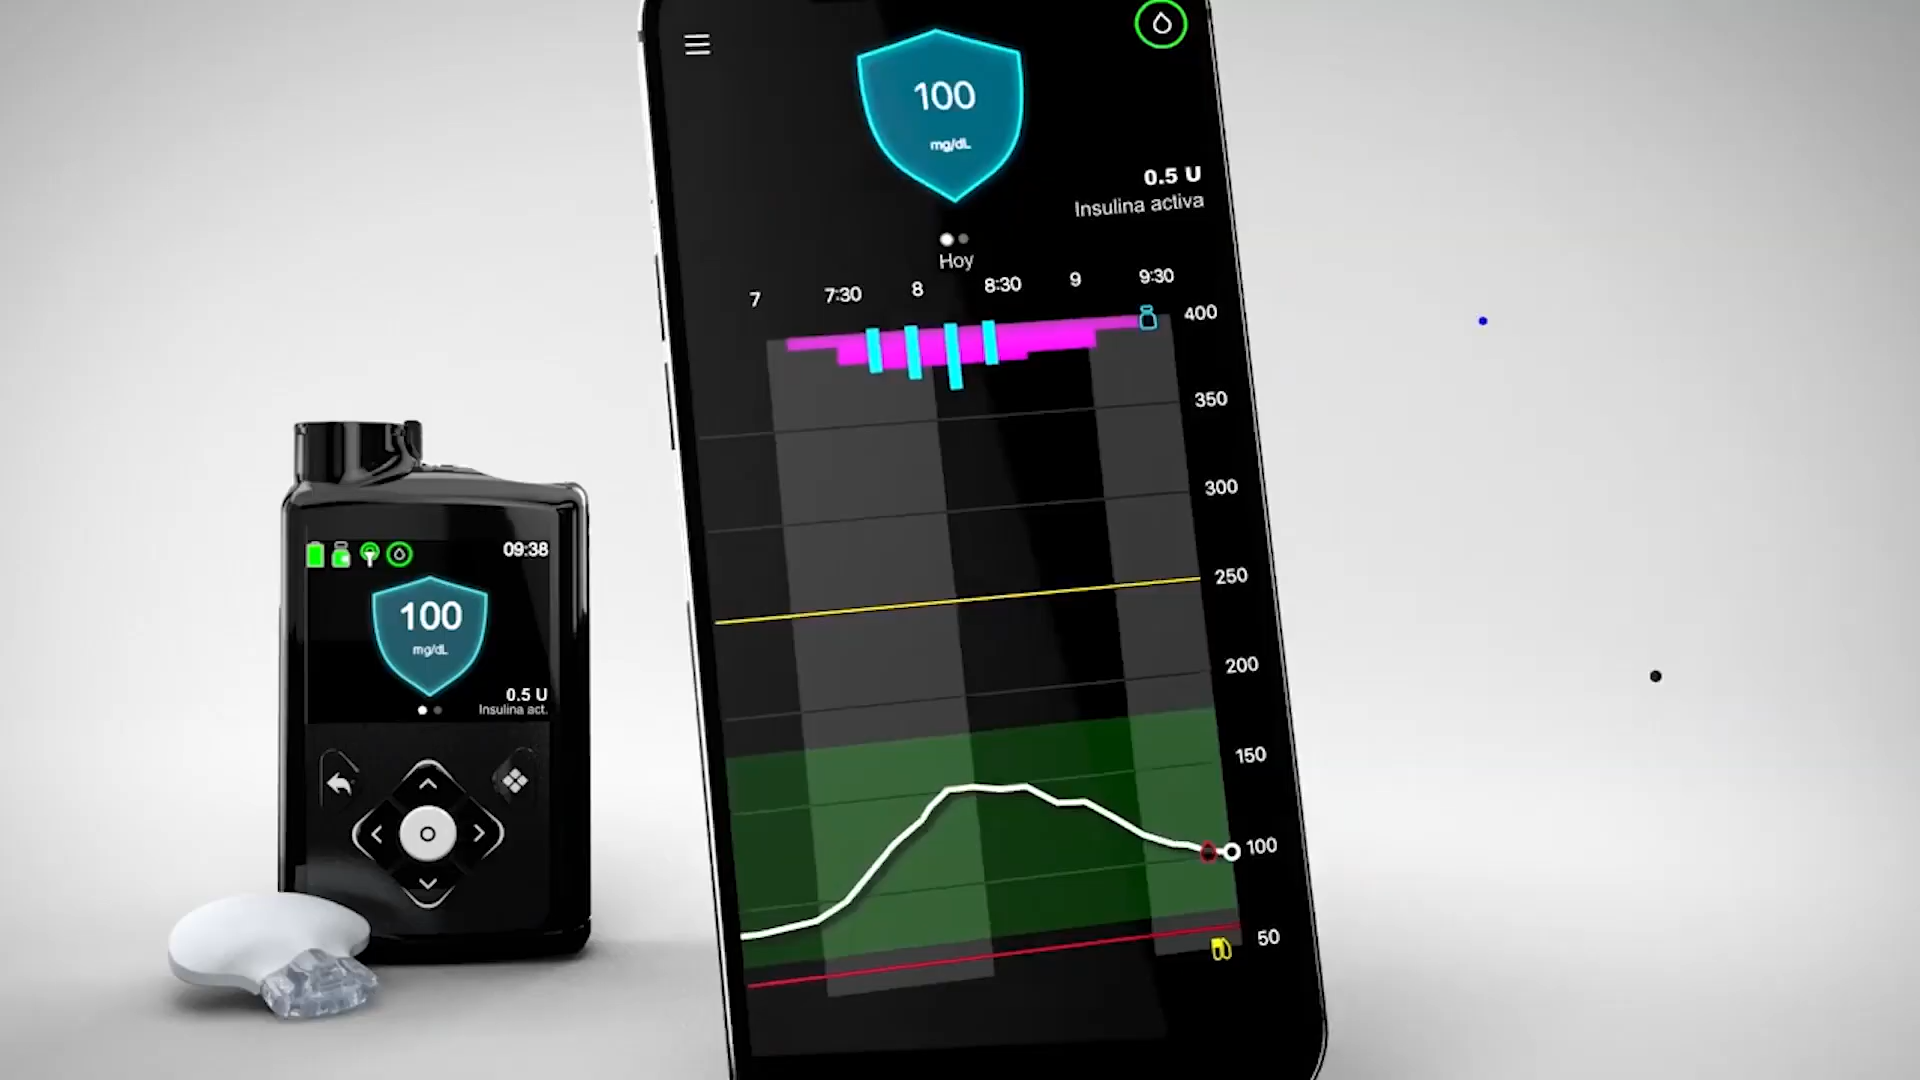 100
mg/dL
0.5 U
Insulina activa
Hoy
7 7:30 8 8:30 9 9:30
400
350
300
250
200
150
100
50
09:38
100
mg/dL
0.5 U
Insulina act.